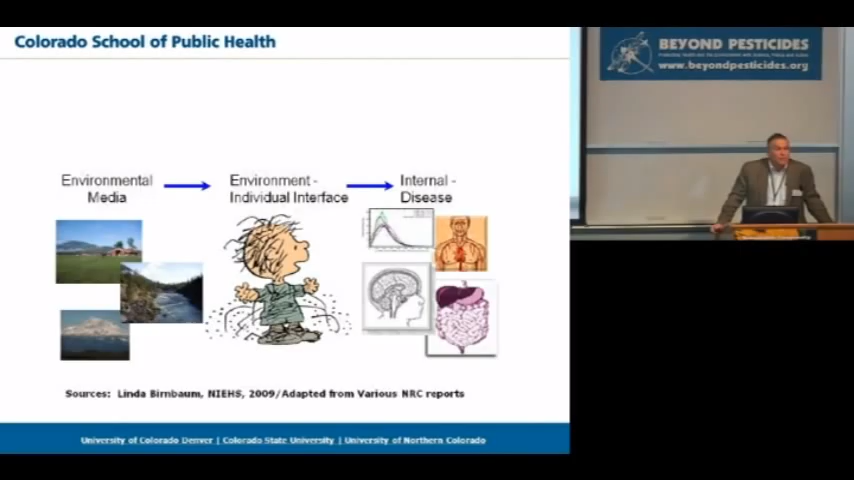 Colorado School of Public Health
Environmental
Media
Environment -
Individual Interface
Internal -
Disease
Sources: Linda Birnbaum, NIEHS, 2009/Adapted from Various NRC reports
University of Colorado Denver | Colorado State University | University of Northern Colorado
BEYOND PESTICIDES
www.beyondpesticides.org